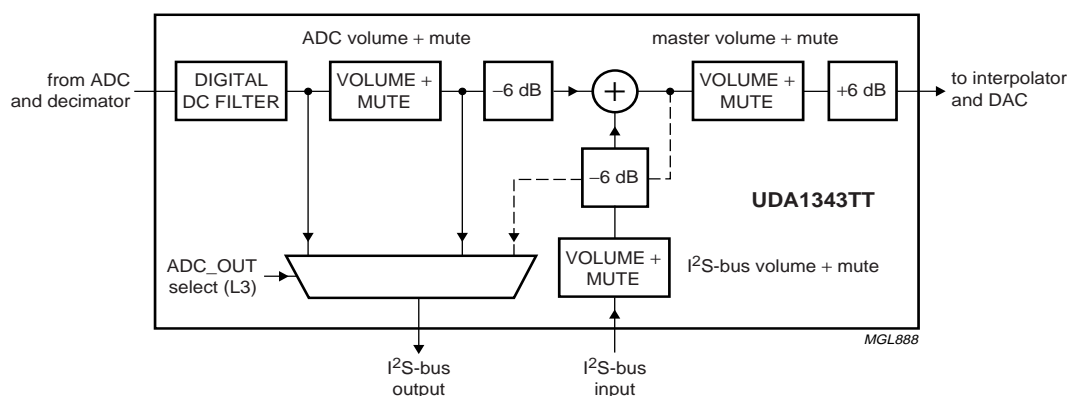 ADC volume + mute
master volume + mute
from ADC
and decimator
DIGITAL
DC FILTER
VOLUME +
MUTE
−6 dB
+
VOLUME +
MUTE
+6 dB
to interpolator
and DAC
−6 dB
UDA1343TT
ADC_OUT
select (L3)
VOLUME +
MUTE
I²S-bus volume + mute
MGL888
I²S-bus
output
I²S-bus
input